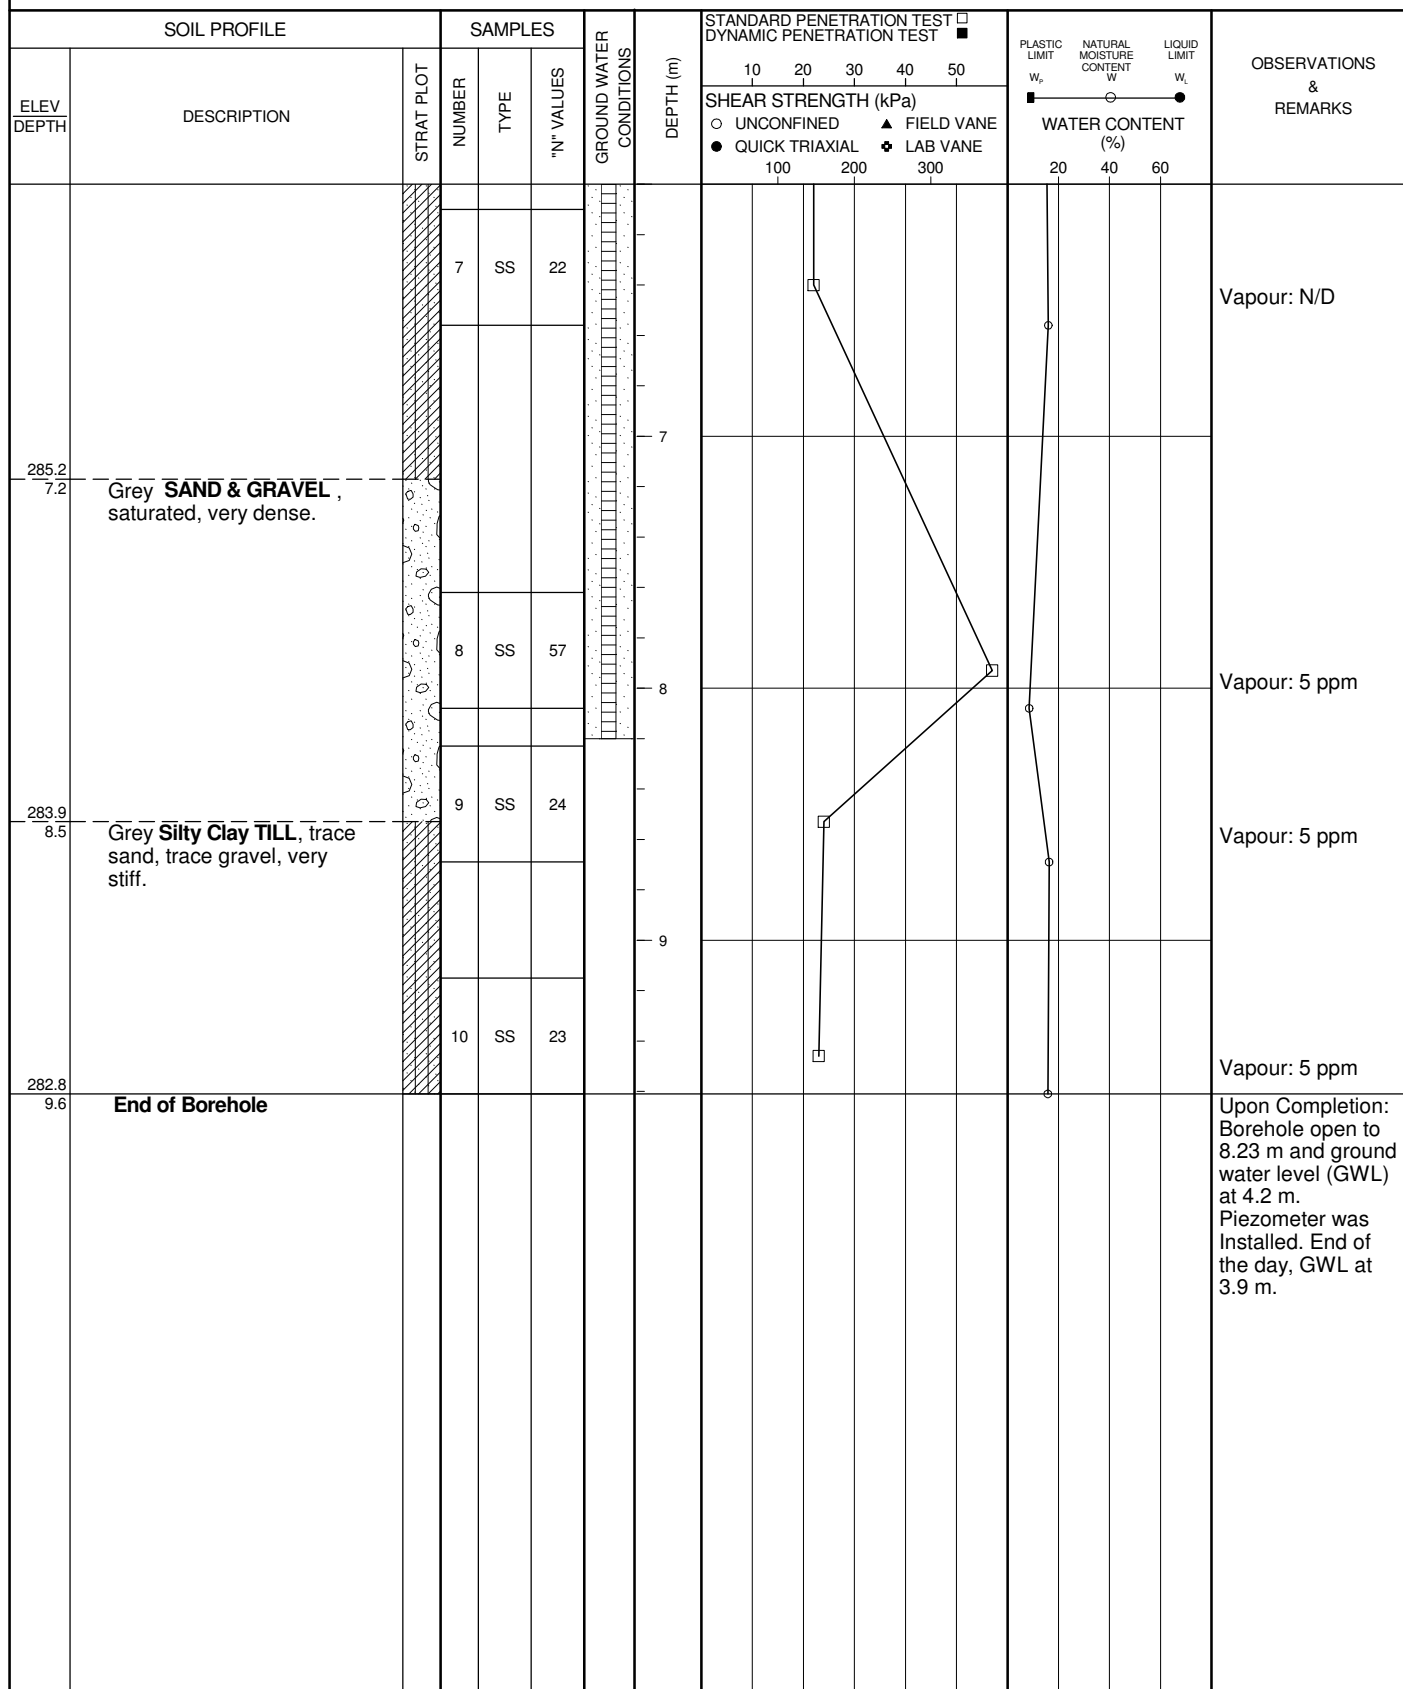 SOIL PROFILE
SAMPLES
ELEV
DEPTH
DESCRIPTION
STRAT PLOT
NUMBER
TYPE
"N" VALUES
GROUND WATER
CONDITIONS
DEPTH (m)
STANDARD PENETRATION TEST
DYNAMIC PENETRATION TEST
10 20 30 40 50
SHEAR STRENGTH (kPa)
UNCONFINED FIELD VANE
QUICK TRIAXIAL LAB VANE
100 200 300
PLASTIC
LIMIT
NATURAL
MOISTURE
CONTENT
LIQUID
LIMIT
WP W WL
WATER CONTENT
(%)
20 40 60
OBSERVATIONS
&
REMARKS
7 SS 22
Vapour: N/D
7
285.2
7.2
Grey SAND & GRAVEL ,
saturated, very dense.
8 SS 57
8
Vapour: 5 ppm
9 SS 24
283.9
8.5
Grey Silty Clay TILL, trace
sand, trace gravel, very
stiff.
Vapour: 5 ppm
9
10 SS 23
Vapour: 5 ppm
282.8
9.6
End of Borehole
Upon Completion:
Borehole open to
8.23 m and ground
water level (GWL)
at 4.2 m.
Piezometer was
Installed. End of
the day, GWL at
3.9 m.